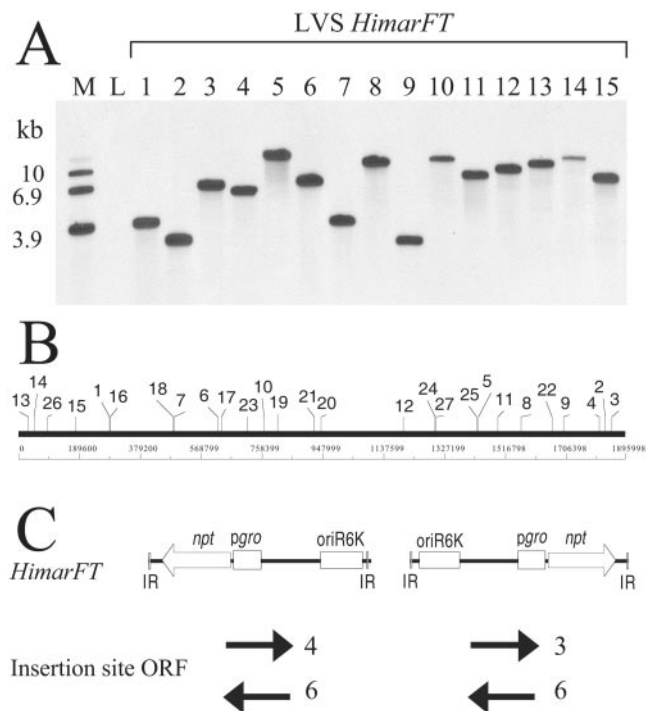 LVS HimarFT
A
M L 1 2 3 4 5 6 7 8 9 10 11 12 13 14 15
kb
10
6.9
3.9
B
13 14 26 15 1 16 18 7 6 17 23 10 19 21 20 12 24 27 25 5 11 8 22 9 4 2 3
0 189600 379200 568799 758399 947999 1137599 1327199 1516798 1706398 1895998
C
npt pgro oriR6K oriR6K pgro npt
HimarFT
IR IR IR IR
4 3
Insertion site ORF
6 6